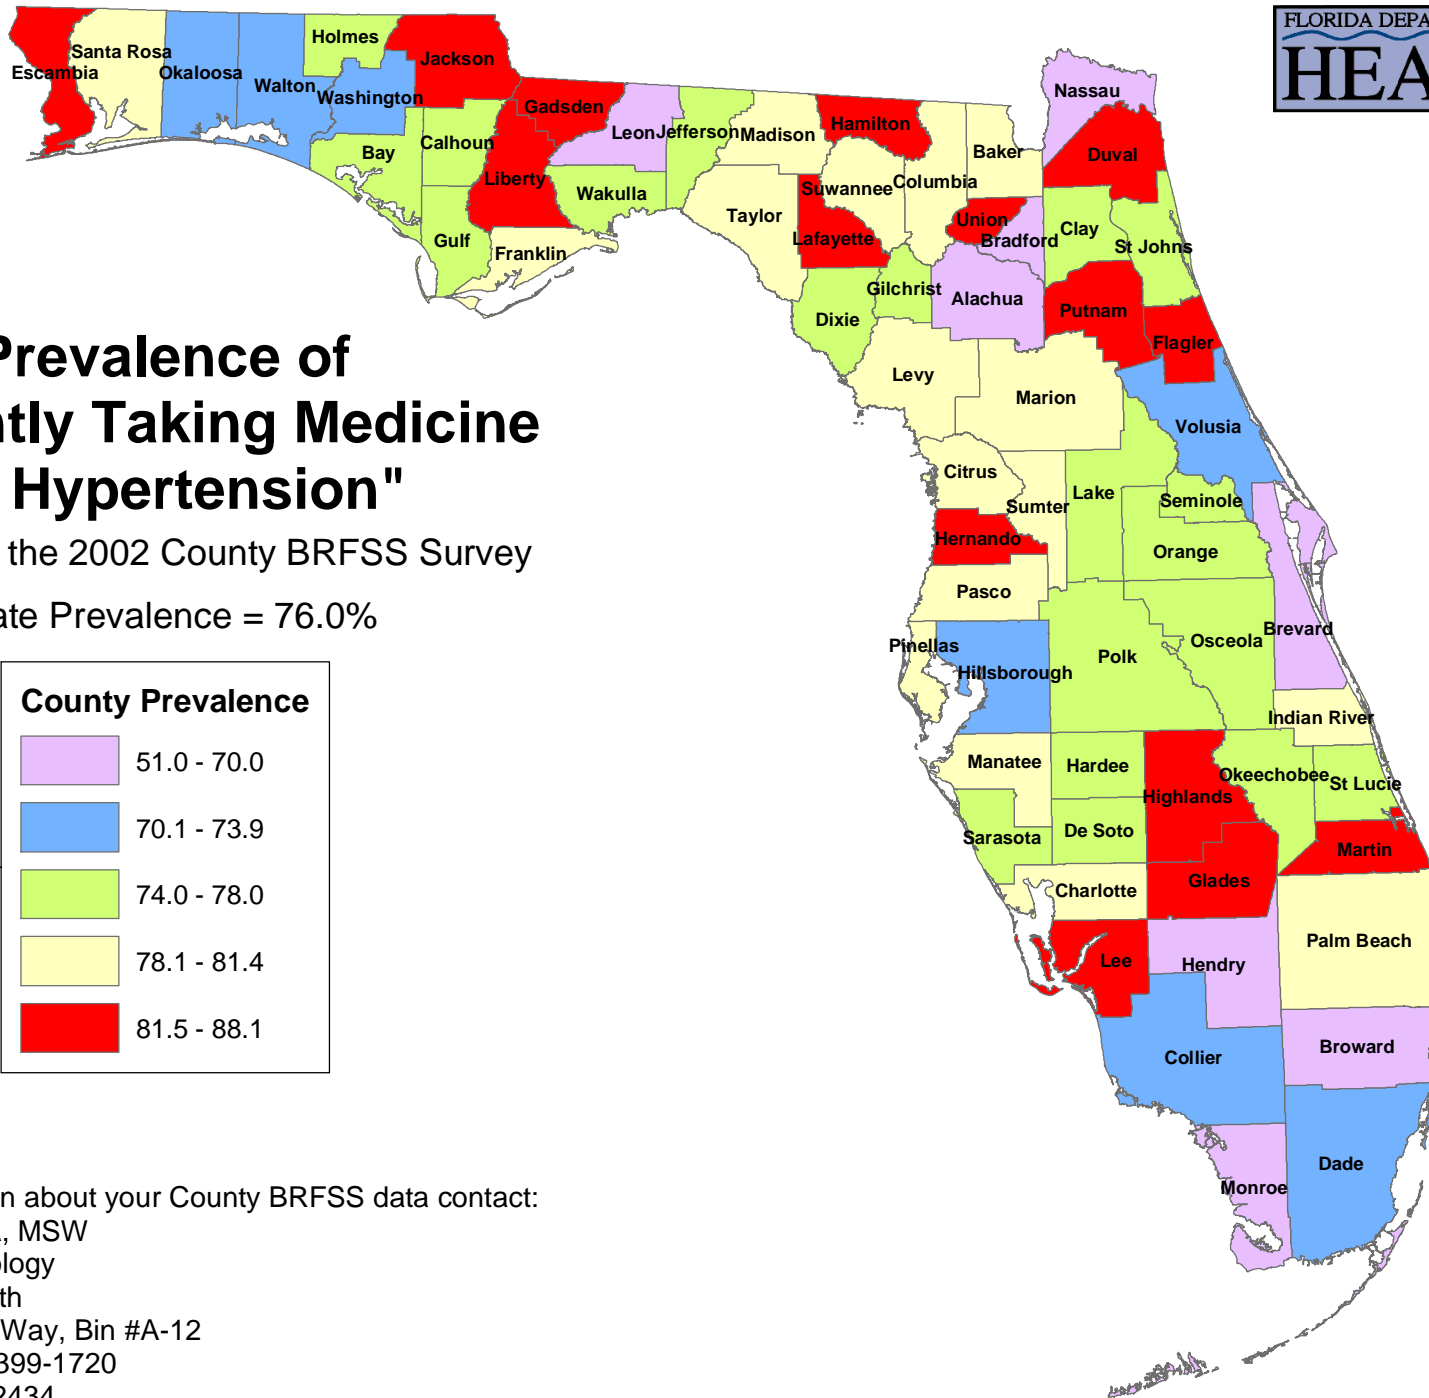 FLORIDA DEPA
HEA
Prevalence of
ntly Taking Medicine
Hypertension"
the 2002 County BRFSS Survey
ate Prevalence = 76.0%
County Prevalence
51.0 - 70.0
70.1 - 73.9
74.0 - 78.0
78.1 - 81.4
81.5 - 88.1
n about your County BRFSS data contact:
, MSW
ology
th
Way, Bin #A-12
399-1720
2434
Escambia
Santa Rosa
Okaloosa
Walton
Holmes
Washington
Jackson
Bay
Calhoun
Gulf
Liberty
Gadsden
Franklin
Leon
Wakulla
Jefferson
Madison
Taylor
Hamilton
Suwannee
Lafayette
Columbia
Baker
Union
Bradford
Nassau
Duval
Clay
St Johns
Dixie
Gilchrist
Alachua
Putnam
Flagler
Levy
Marion
Volusia
Citrus
Sumter
Lake
Seminole
Orange
Hernando
Pasco
Pinellas
Hillsborough
Polk
Osceola
Brevard
Indian River
Manatee
Hardee
Highlands
Okeechobee
St Lucie
Sarasota
De Soto
Martin
Charlotte
Glades
Lee
Hendry
Palm Beach
Collier
Broward
Monroe
Dade